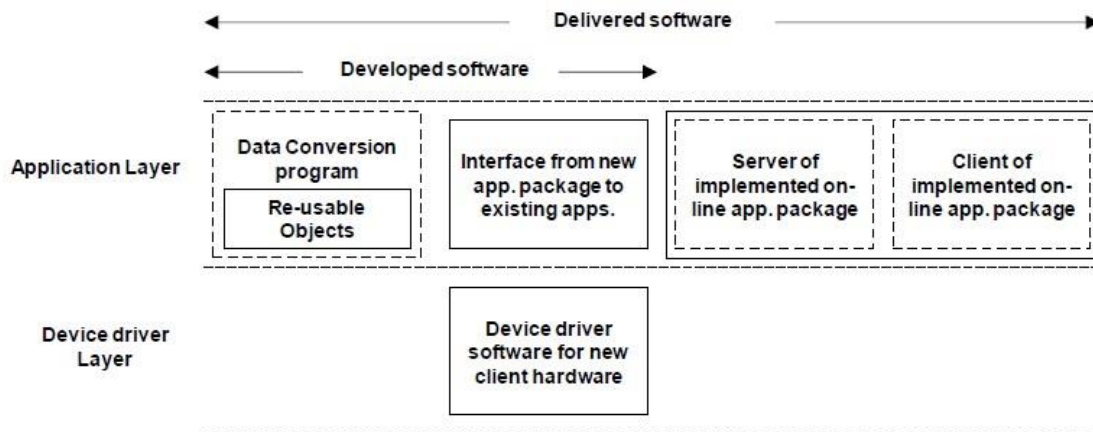 Delivered software
Developed software
Application Layer
Data Conversion
program
Re-usable
Objects
Interface from new
app. package to
existing apps.
Server of
implemented on-
line app. package
Client of
implemented on-
line app. package
Device driver
Layer
Device driver
software for new
client hardware